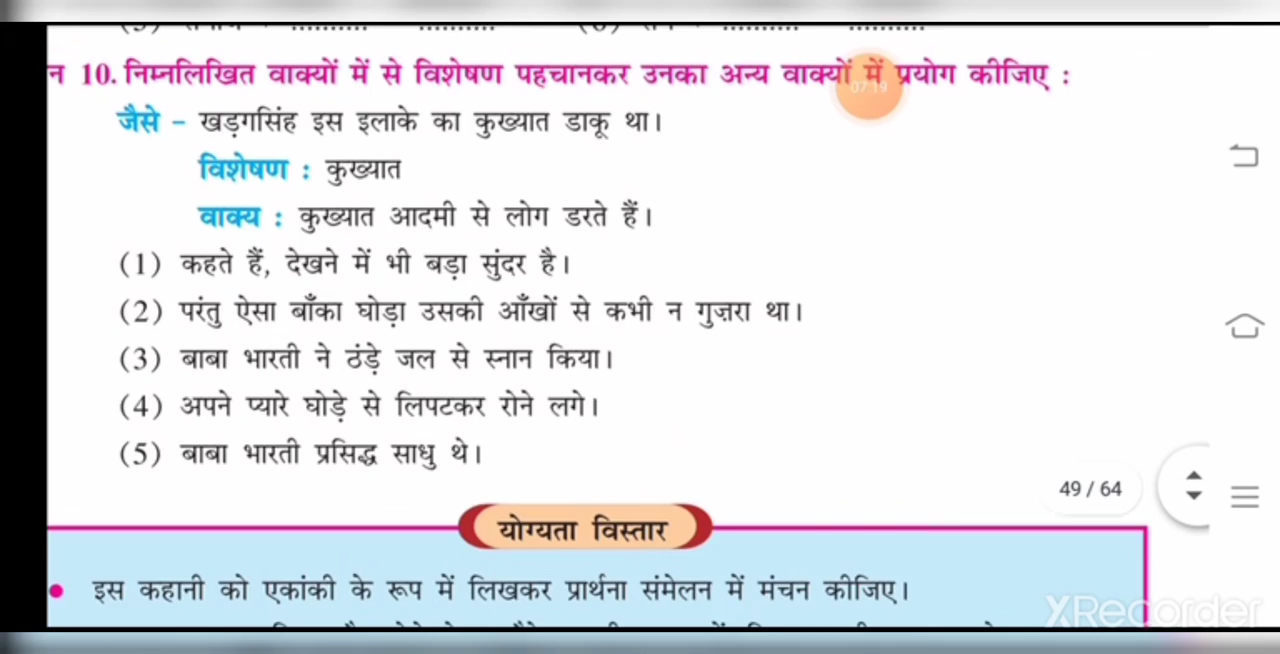 न 10. निम्नलिखित वाक्यों में से विशेषण पहचानकर उनका अन्य वाक्यों में प्रयोग कीजिए :
07:19
जैसे - खड़गसिंह इस इलाके का कुख्यात डाकू था।
विशेषण : कुख्यात
वाक्य : कुख्यात आदमी से लोग डरते हैं।
(1) कहते हैं, देखने में भी बड़ा सुंदर है।
(2) परंतु ऐसा बाँका घोड़ा उसकी आँखों से कभी न गुज़रा था।
(3) बाबा भारती ने ठंड़े जल से स्नान किया।
(4) अपने प्यारे घोड़े से लिपटकर रोने लगे।
(5) बाबा भारती प्रसिद्ध साधु थे।
49 / 64
योग्यता विस्तार
• इस कहानी को एकांकी के रूप में लिखकर प्रार्थना संमेलन में मंचन कीजिए।
XRecorder